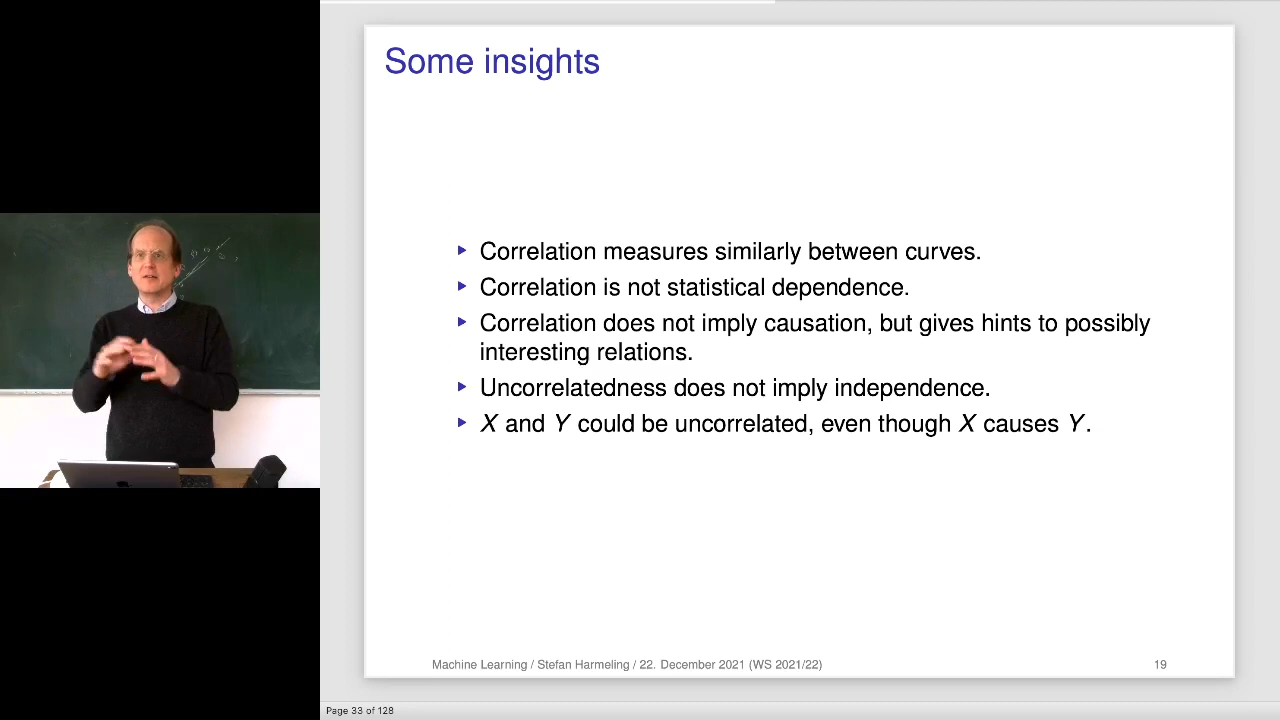 Some insights
▸ Correlation measures similarly between curves.
▸ Correlation is not statistical dependence.
▸ Correlation does not imply causation, but gives hints to possibly
interesting relations.
▸ Uncorrelatedness does not imply independence.
▸ X and Y could be uncorrelated, even though X causes Y.
Machine Learning / Stefan Harmeling / 22. December 2021 (WS 2021/22) 19
Page 33 of 128